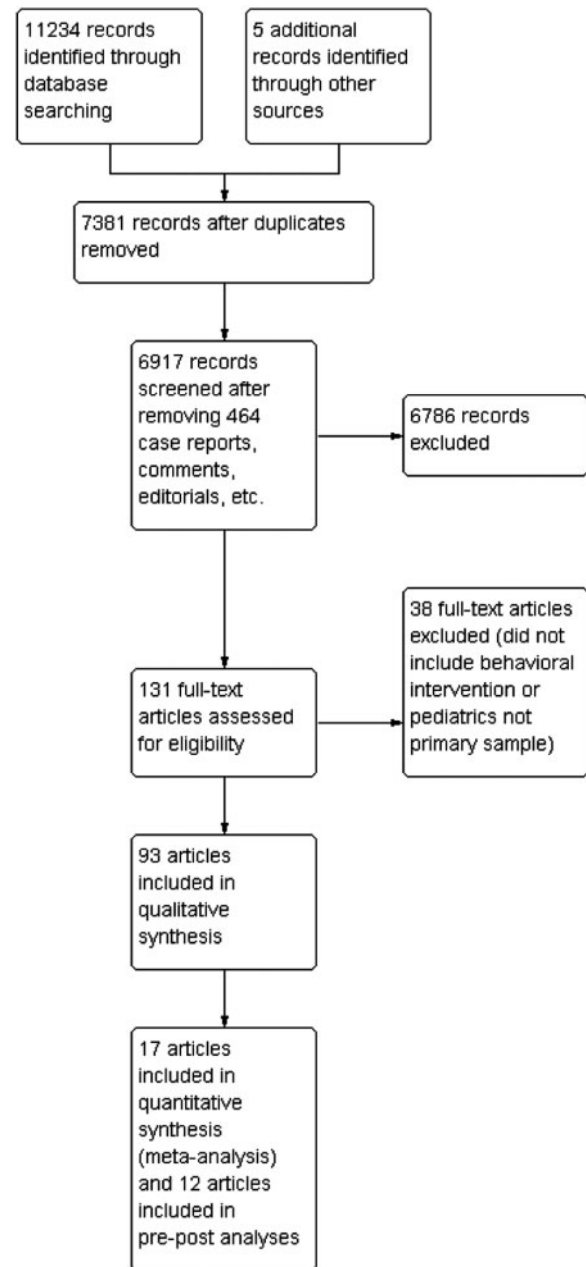 11234 records
identified through
database
searching
5 additional
records identified
through other
sources
7381 records after duplicates
removed
6917 records
screened after
removing 464
case reports,
comments,
editorials, etc.
6786 records
excluded
38 full-text articles
excluded (did not
include behavioral
intervention or
pediatrics not
primary sample)
131 full-text
articles assessed
for eligibility
93 articles
included in
qualitative
synthesis
17 articles
included in
quantitative
synthesis
(meta-analysis)
and 12 articles
included in
pre-post analyses